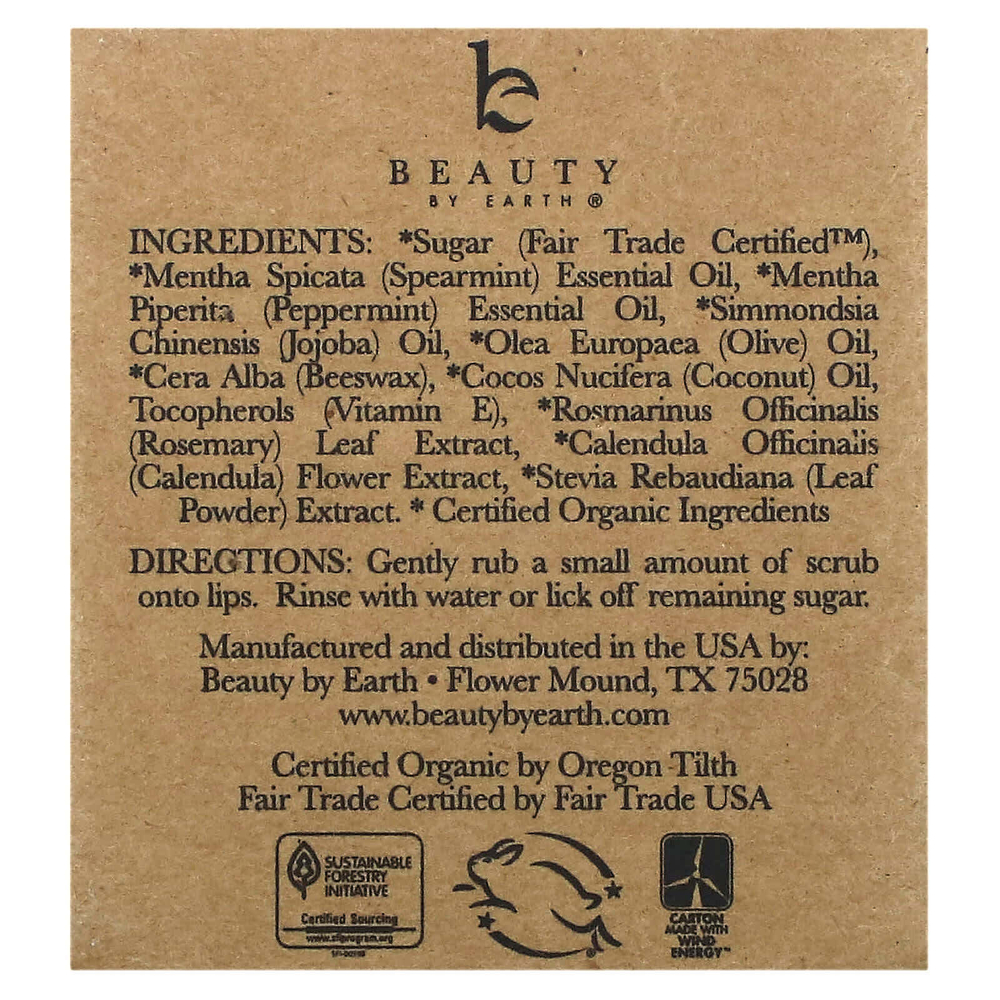 BEAUTY
BY EARTH ®
INGREDIENTS: *Sugar (Fair Trade Certified™),
*Mentha Spicata (Spearmint) Essential Oil, *Mentha
Piperita (Peppermint) Essential Oil, *Simmondsia
Chinensis (Jojoba) Oil, *Olea Europaea (Olive) Oil,
*Cera Alba (Beeswax), *Cocos Nucifera (Coconut) Oil,
Tocopherols (Vitamin E), *Rosmarinus Officinalis
(Rosemary) Leaf Extract, *Calendula Officinalis
(Calendula) Flower Extract, *Stevia Rebaudiana (Leaf
Powder) Extract. * Certified Organic Ingredients
DIRECTIONS: Gently rub a small amount of scrub
onto lips. Rinse with water or lick off remaining sugar.
Manufactured and distributed in the USA by:
Beauty by Earth • Flower Mound, TX 75028
www.beautybyearth.com
Certified Organic by Oregon Tilth
Fair Trade Certified by Fair Trade USA
SUSTAINABLE
FORESTRY
INITIATIVE
Certified Sourcing
www.sfiprogram.org
®
CARTON
MADE WITH
WIND
ENERGY™